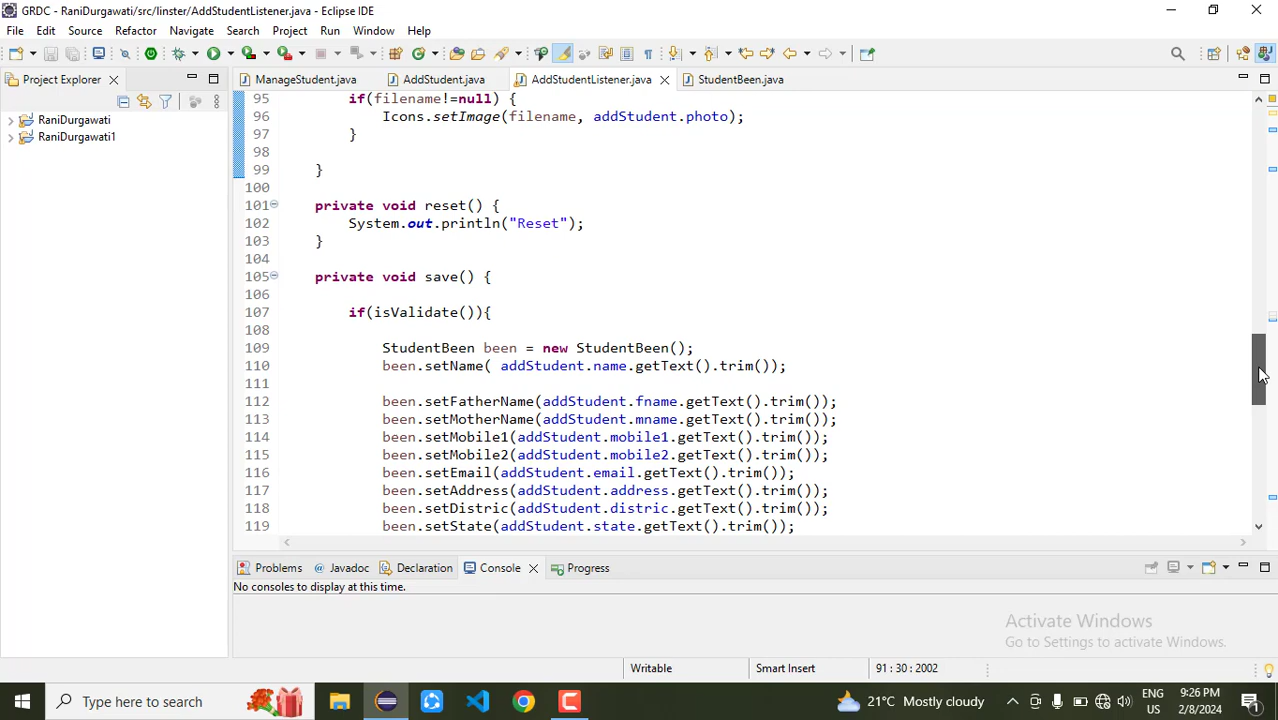 GRDC - RaniDurgawati/src/linster/AddStudentListener.java - Eclipse IDE
File Edit Source Refactor Navigate Search Project Run Window Help
Project Explorer
ManageStudent.java AddStudent.java AddStudentListener.java StudentBeen.java
RaniDurgawati
RaniDurgawati1
95 if(filename!=null) {
96 Icons.setImage(filename, addStudent.photo);
97 }
98
99 }
100
101 private void reset() {
102 System.out.println("Reset");
103 }
104
105 private void save() {
106
107 if(isValidate()){
108
109 StudentBeen been = new StudentBeen();
110 been.setName( addStudent.name.getText().trim());
111
112 been.setFatherName(addStudent.fname.getText().trim());
113 been.setMotherName(addStudent.mname.getText().trim());
114 been.setMobile1(addStudent.mobile1.getText().trim());
115 been.setMobile2(addStudent.mobile2.getText().trim());
116 been.setEmail(addStudent.email.getText().trim());
117 been.setAddress(addStudent.address.getText().trim());
118 been.setDistric(addStudent.distric.getText().trim());
119 been.setState(addStudent.state.getText().trim());
Problems @ Javadoc Declaration Console Progress
No consoles to display at this time.
Activate Windows
Go to Settings to activate Windows.
Writable Smart Insert 91 : 30 : 2002
Type here to search
21°C Mostly cloudy
ENG
US
9:26 PM
2/8/2024
1